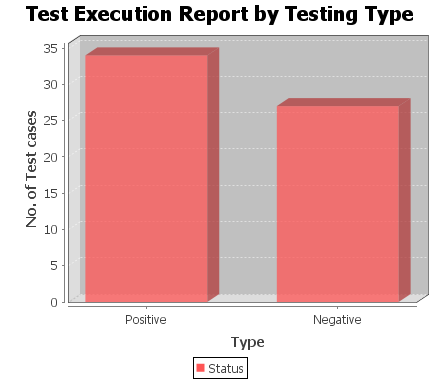 Test Execution Report by Testing Type
35
30
25
20
15
10
5
0
No. of Test cases
Positive
Negative
Type
Status